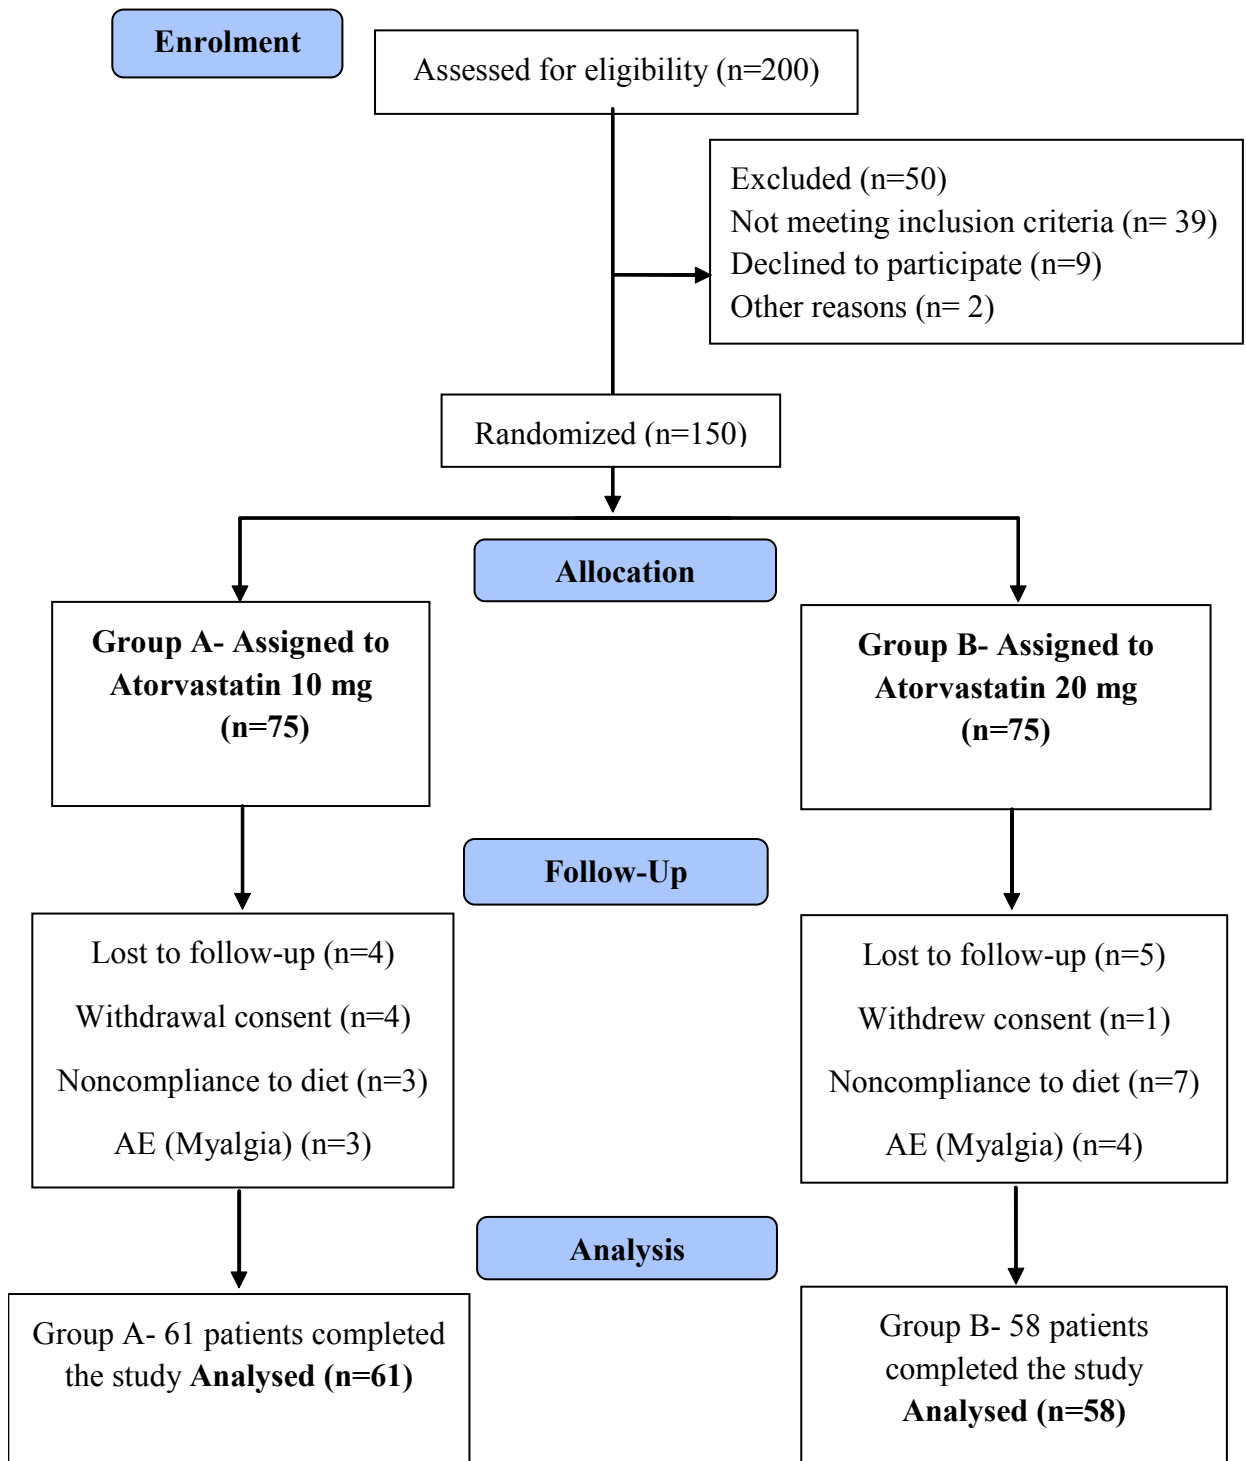 Enrolment
Assessed for eligibility (n=200)
Excluded (n=50)
Not meeting inclusion criteria (n= 39)
Declined to participate (n=9)
Other reasons (n= 2)
Randomized (n=150)
Allocation
Group A- Assigned to
Atorvastatin 10 mg
(n=75)
Group B- Assigned to
Atorvastatin 20 mg
(n=75)
Follow-Up
Lost to follow-up (n=4)
Withdrawal consent (n=4)
Noncompliance to diet (n=3)
AE (Myalgia) (n=3)
Lost to follow-up (n=5)
Withdrew consent (n=1)
Noncompliance to diet (n=7)
AE (Myalgia) (n=4)
Analysis
Group A- 61 patients completed
the study Analysed (n=61)
Group B- 58 patients
completed the study
Analysed (n=58)